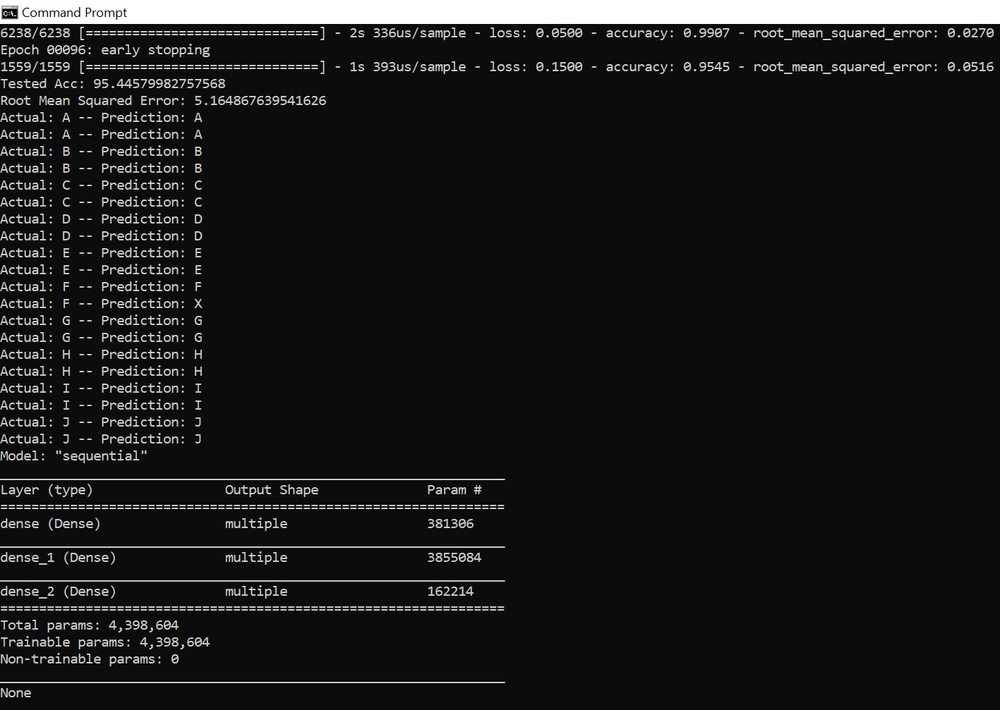 Command Prompt
6238/6238 [==============================] - 2s 336us/sample - loss: 0.0500 - accuracy: 0.9907 - root_mean_squared_error: 0.0270
Epoch 00096: early stopping
1559/1559 [==============================] - 1s 393us/sample - loss: 0.1500 - accuracy: 0.9545 - root_mean_squared_error: 0.0516
Tested Acc: 95.44579982757568
Root Mean Squared Error: 5.164867639541626
Actual: A -- Prediction: A
Actual: A -- Prediction: A
Actual: B -- Prediction: B
Actual: B -- Prediction: B
Actual: C -- Prediction: C
Actual: C -- Prediction: C
Actual: D -- Prediction: D
Actual: D -- Prediction: D
Actual: E -- Prediction: E
Actual: E -- Prediction: E
Actual: F -- Prediction: F
Actual: F -- Prediction: X
Actual: G -- Prediction: G
Actual: G -- Prediction: G
Actual: H -- Prediction: H
Actual: H -- Prediction: H
Actual: I -- Prediction: I
Actual: I -- Prediction: I
Actual: J -- Prediction: J
Actual: J -- Prediction: J
Model: "sequential"
_________________________________________________________________
Layer (type)                 Output Shape              Param #
=================================================================
dense (Dense)                multiple                  381306
_________________________________________________________________
dense_1 (Dense)              multiple                  3855084
_________________________________________________________________
dense_2 (Dense)              multiple                  162214
=================================================================
Total params: 4,398,604
Trainable params: 4,398,604
Non-trainable params: 0
_________________________________________________________________
None